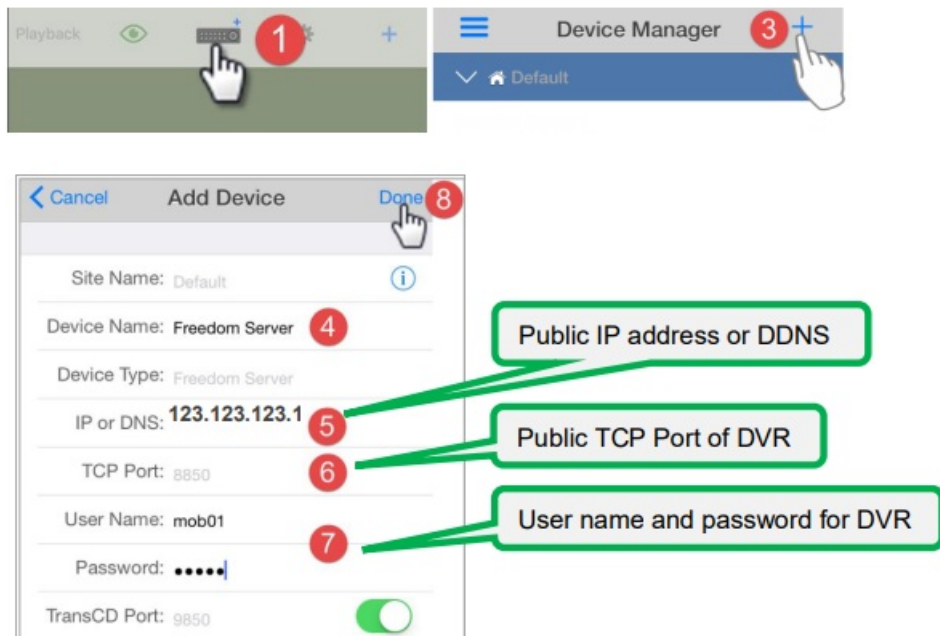 Playback
1
+
Device Manager
3
Default
Cancel
Add Device
Done
8
Site Name: Default
Device Name: Freedom Server
4
Device Type: Freedom Server
IP or DNS: 123.123.123.1
5
TCP Port: 8850
6
User Name: mob01
7
Password: •••••
TransCD Port: 9850
Public IP address or DDNS
Public TCP Port of DVR
User name and password for DVR